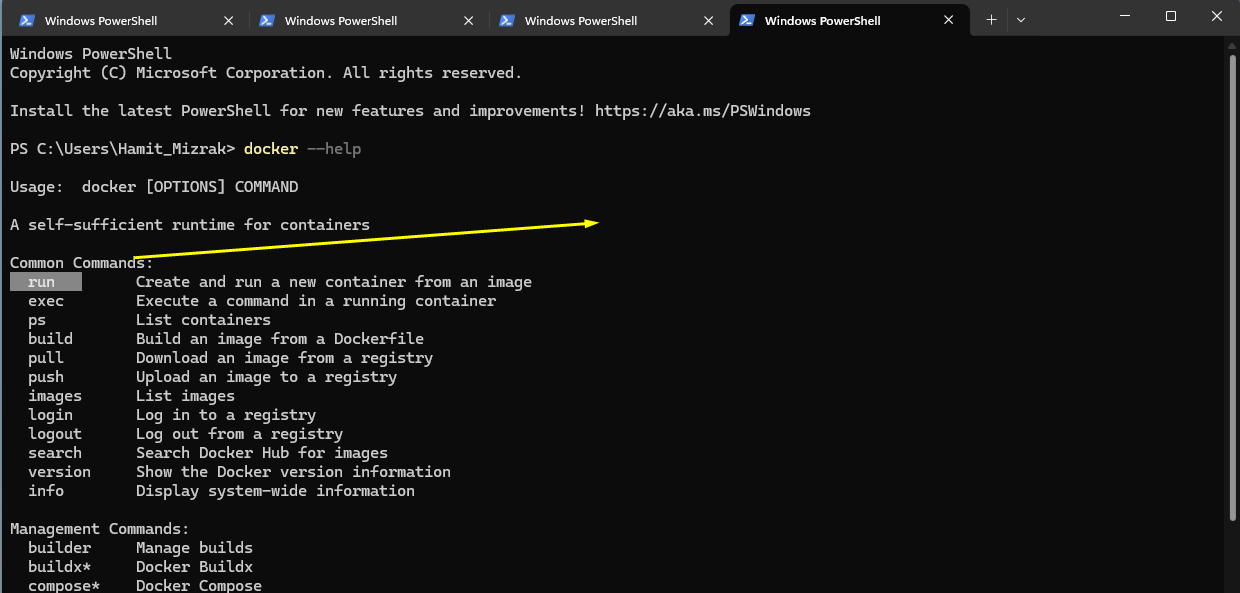 Windows PowerShell
Windows PowerShell
Windows PowerShell
Windows PowerShell
Windows PowerShell
Copyright (C) Microsoft Corporation. All rights reserved.
Install the latest PowerShell for new features and improvements! https://aka.ms/PSWindows
PS C:\Users\Hamit_Mizrak> docker --help
Usage:  docker [OPTIONS] COMMAND
A self-sufficient runtime for containers
Common Commands:
  run         Create and run a new container from an image
  exec        Execute a command in a running container
  ps          List containers
  build       Build an image from a Dockerfile
  pull        Download an image from a registry
  push        Upload an image to a registry
  images      List images
  login       Log in to a registry
  logout      Log out from a registry
  search      Search Docker Hub for images
  version     Show the Docker version information
  info        Display system-wide information
Management Commands:
  builder     Manage builds
  buildx*     Docker Buildx
  compose*    Docker Compose